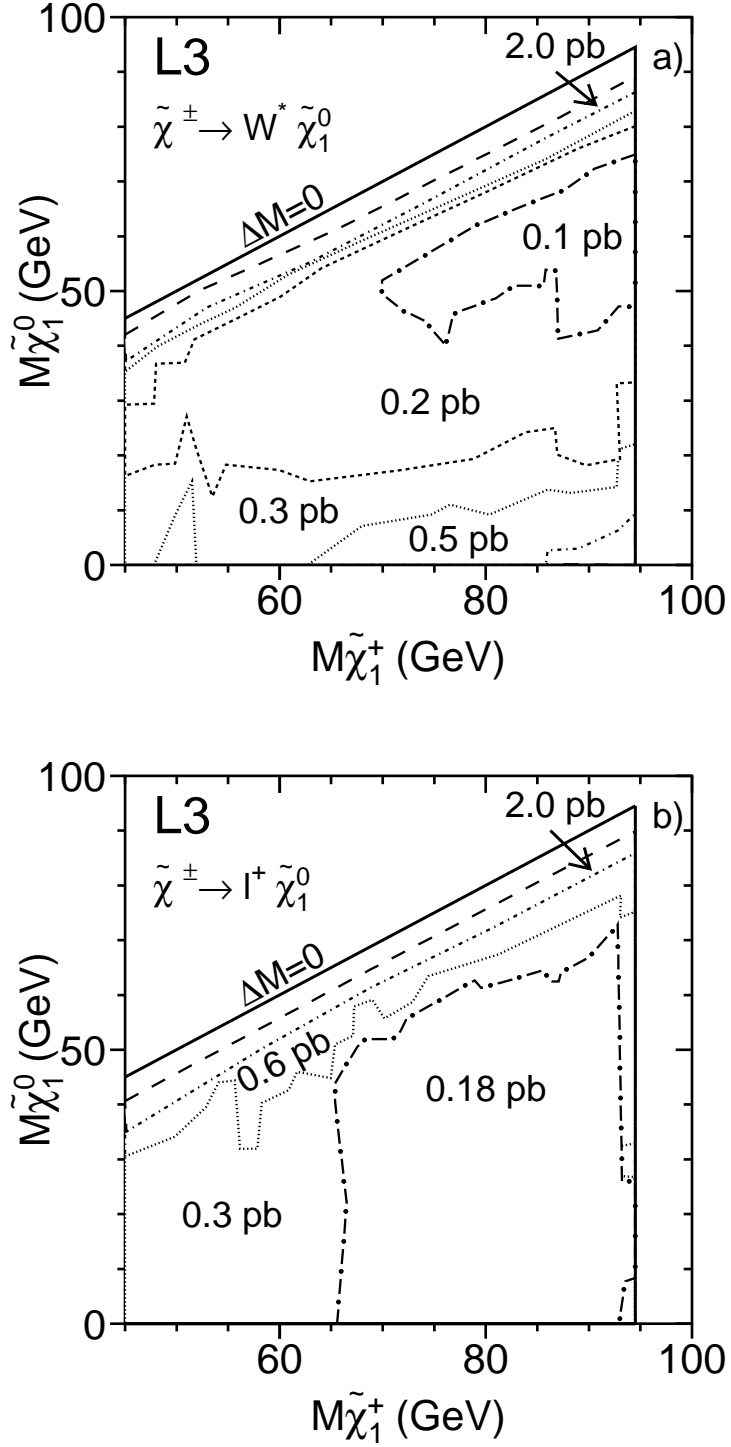 100
L3
2.0 pb
a)
χ̃ ± → W* χ̃₁⁰
ΔM=0
0.1 pb
50
Mχ̃₁⁰ (GeV)
0.2 pb
0.3 pb
0.5 pb
0
60
80
100
Mχ̃₁⁺ (GeV)
100
L3
2.0 pb
b)
χ̃ ± → l⁺ χ̃₁⁰
ΔM=0
0.6 pb
50
Mχ̃₁⁰ (GeV)
0.18 pb
0.3 pb
0
60
80
100
Mχ̃₁⁺ (GeV)